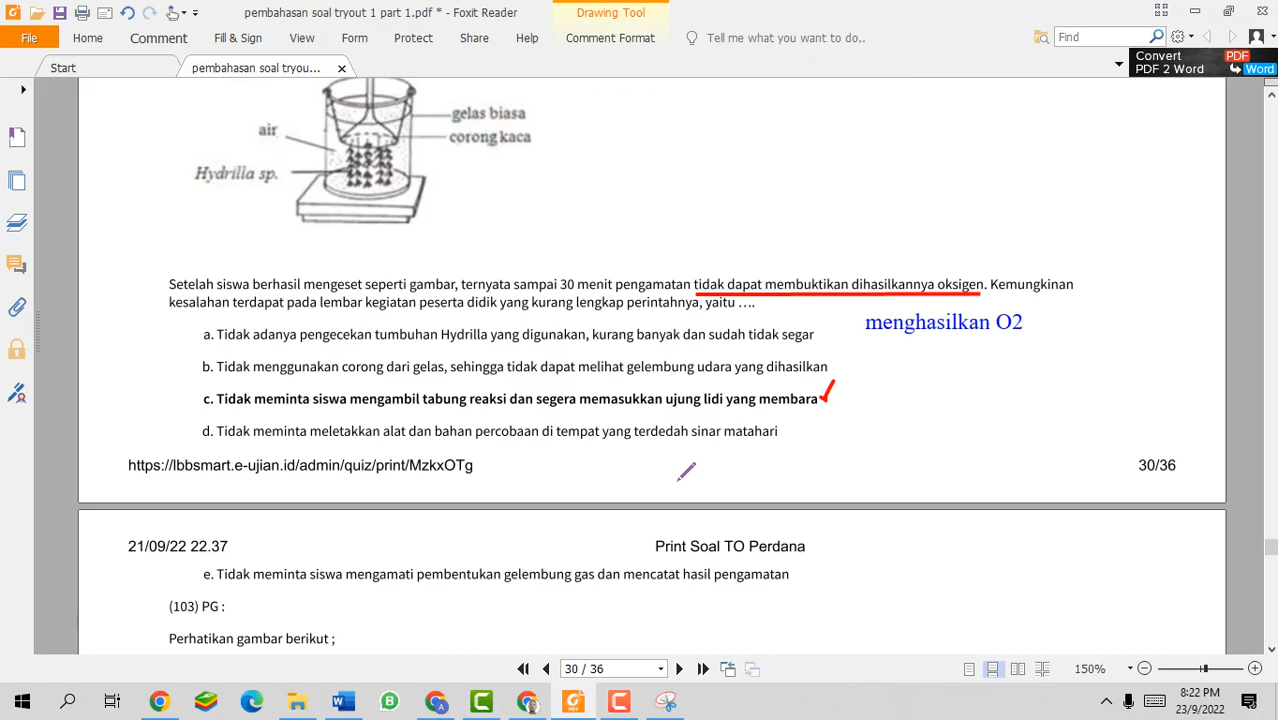 pembahasan soal tryout 1 part 1.pdf * - Foxit Reader
Drawing Tool
File Home Comment Fill & Sign View Form Protect Share Help Comment Format Tell me what you want to do.. Find
Start pembahasan soal tryou...
Convert PDF
PDF 2 Word Word
gelas biasa
air
corong kaca
Hydrilla sp.
Setelah siswa berhasil mengeset seperti gambar, ternyata sampai 30 menit pengamatan tidak dapat membuktikan dihasilkannya oksigen. Kemungkinan
kesalahan terdapat pada lembar kegiatan peserta didik yang kurang lengkap perintahnya, yaitu ….
menghasilkan O2
a. Tidak adanya pengecekan tumbuhan Hydrilla yang digunakan, kurang banyak dan sudah tidak segar
b. Tidak menggunakan corong dari gelas, sehingga tidak dapat melihat gelembung udara yang dihasilkan
c. Tidak meminta siswa mengambil tabung reaksi dan segera memasukkan ujung lidi yang membara
d. Tidak meminta meletakkan alat dan bahan percobaan di tempat yang terdedah sinar matahari
https://lbbsmart.e-ujian.id/admin/quiz/print/MzkxOTg 30/36
21/09/22 22.37 Print Soal TO Perdana
e. Tidak meminta siswa mengamati pembentukan gelembung gas dan mencatat hasil pengamatan
(103) PG :
Perhatikan gambar berikut ;
30 / 36 150%
8:22 PM
23/9/2022